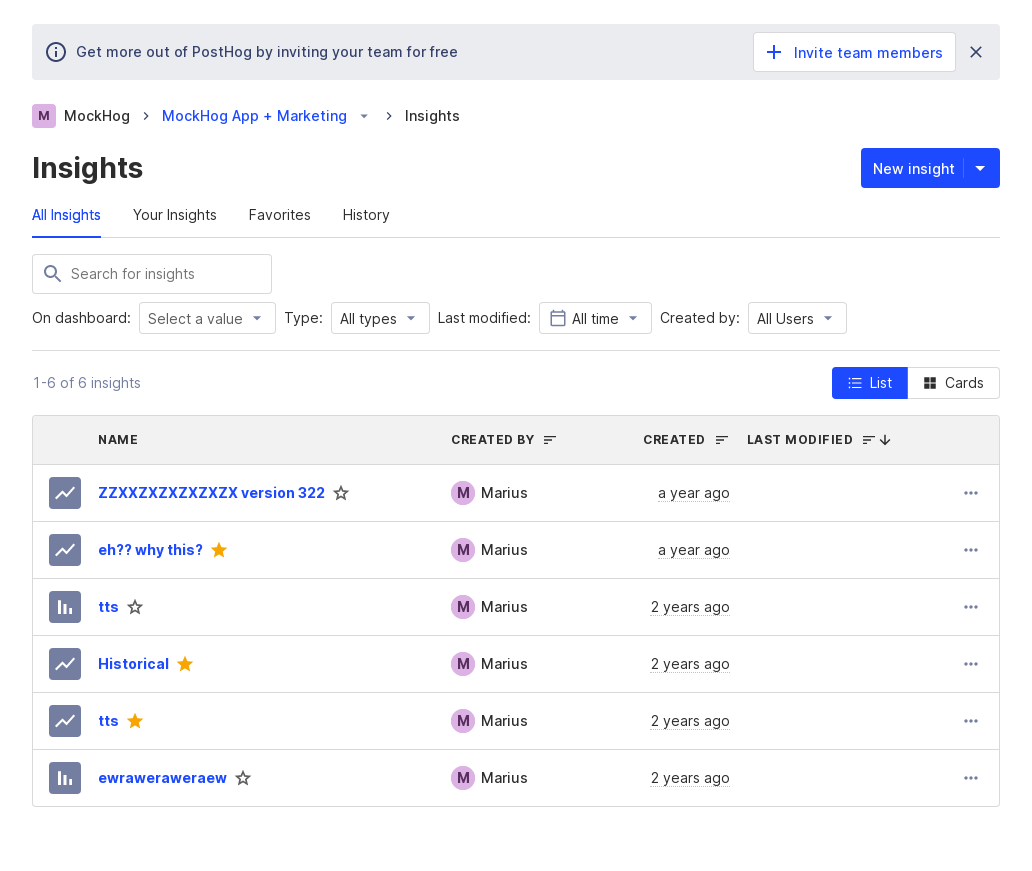 Get more out of PostHog by inviting your team for free
Invite team members
M MockHog MockHog App + Marketing Insights
Insights
New insight
All Insights Your Insights Favorites History
Search for insights
On dashboard: Select a value Type: All types Last modified: All time Created by: All Users
1-6 of 6 insights
List Cards
NAME CREATED BY CREATED LAST MODIFIED
ZZXXZXZXZXZXZX version 322 M Marius a year ago
eh?? why this? M Marius a year ago
tts M Marius 2 years ago
Historical M Marius 2 years ago
tts M Marius 2 years ago
ewraweraweraew M Marius 2 years ago